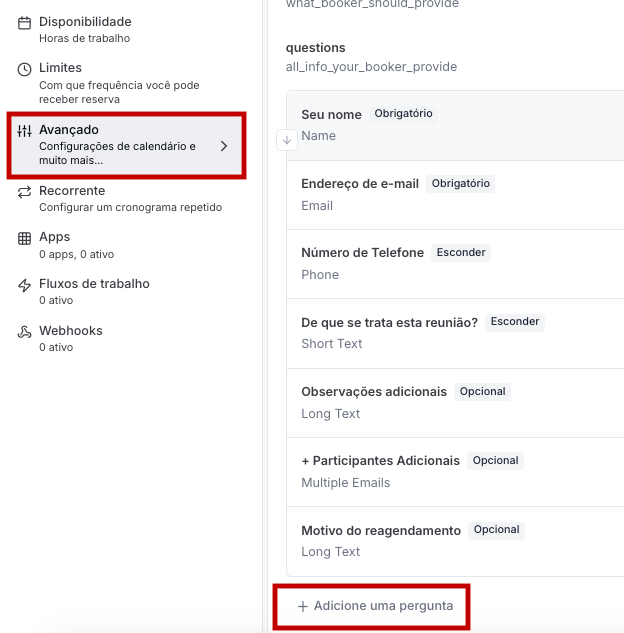 Disponibilidade
Horas de trabalho
Limites
Com que frequência você pode
receber reserva
Avançado
Configurações de calendário e
muito mais...
Recorrente
Configurar um cronograma repetido
Apps
0 apps, 0 ativo
Fluxos de trabalho
0 ativo
Webhooks
0 ativo
what_booker_should_provide
questions
all_info_your_booker_provide
Seu nome Obrigatório
Name
Endereço de e-mail Obrigatório
Email
Número de Telefone Esconder
Phone
De que se trata esta reunião? Esconder
Short Text
Observações adicionais Opcional
Long Text
+ Participantes Adicionais Opcional
Multiple Emails
Motivo do reagendamento Opcional
Long Text
+ Adicione uma pergunta